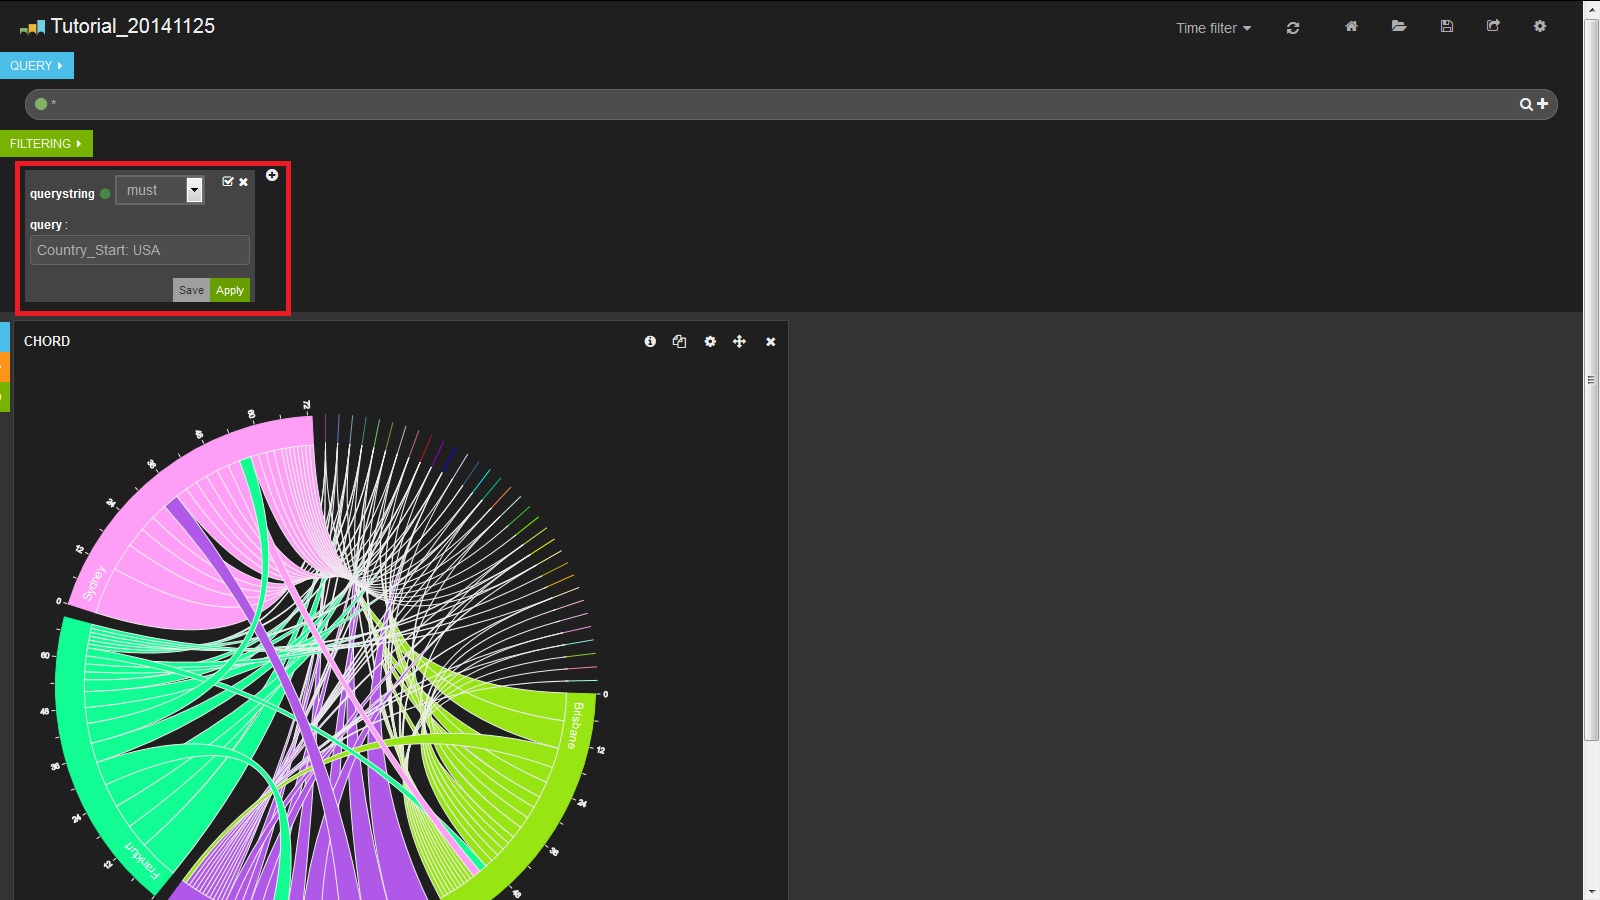 Tutorial_20141125
Time filter
QUERY
*
FILTERING
querystring must
query :
Country_Start: USA
Save Apply
CHORD
72
60
48
36
24
12
0
Sydney
60
48
36
24
12
Frankfurt
0
Brisbane
12
24
36
48